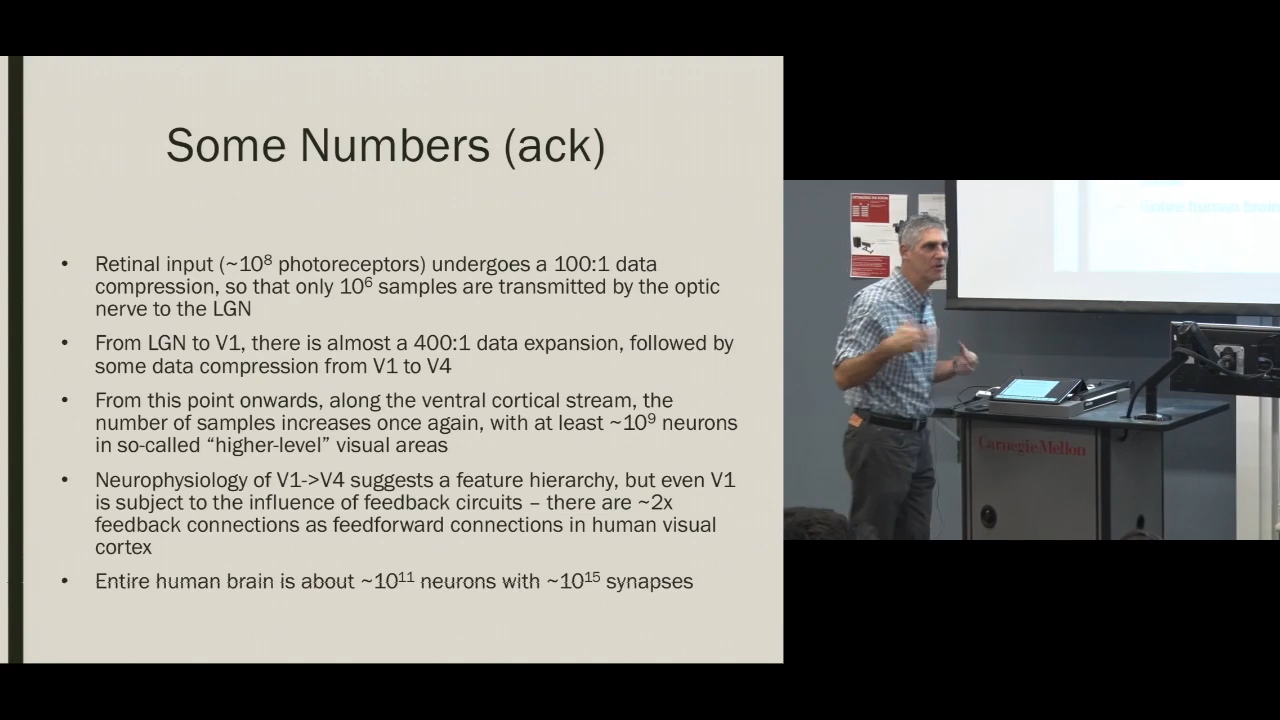 Some Numbers (ack)
• Retinal input (~10⁸ photoreceptors) undergoes a 100:1 data
compression, so that only 10⁶ samples are transmitted by the optic
nerve to the LGN
• From LGN to V1, there is almost a 400:1 data expansion, followed by
some data compression from V1 to V4
• From this point onwards, along the ventral cortical stream, the
number of samples increases once again, with at least ~10⁹ neurons
in so-called “higher-level” visual areas
• Neurophysiology of V1->V4 suggests a feature hierarchy, but even V1
is subject to the influence of feedback circuits – there are ~2x
feedback connections as feedforward connections in human visual
cortex
• Entire human brain is about ~10¹¹ neurons with ~10¹⁵ synapses
Entire human brain
Carnegie Mellon